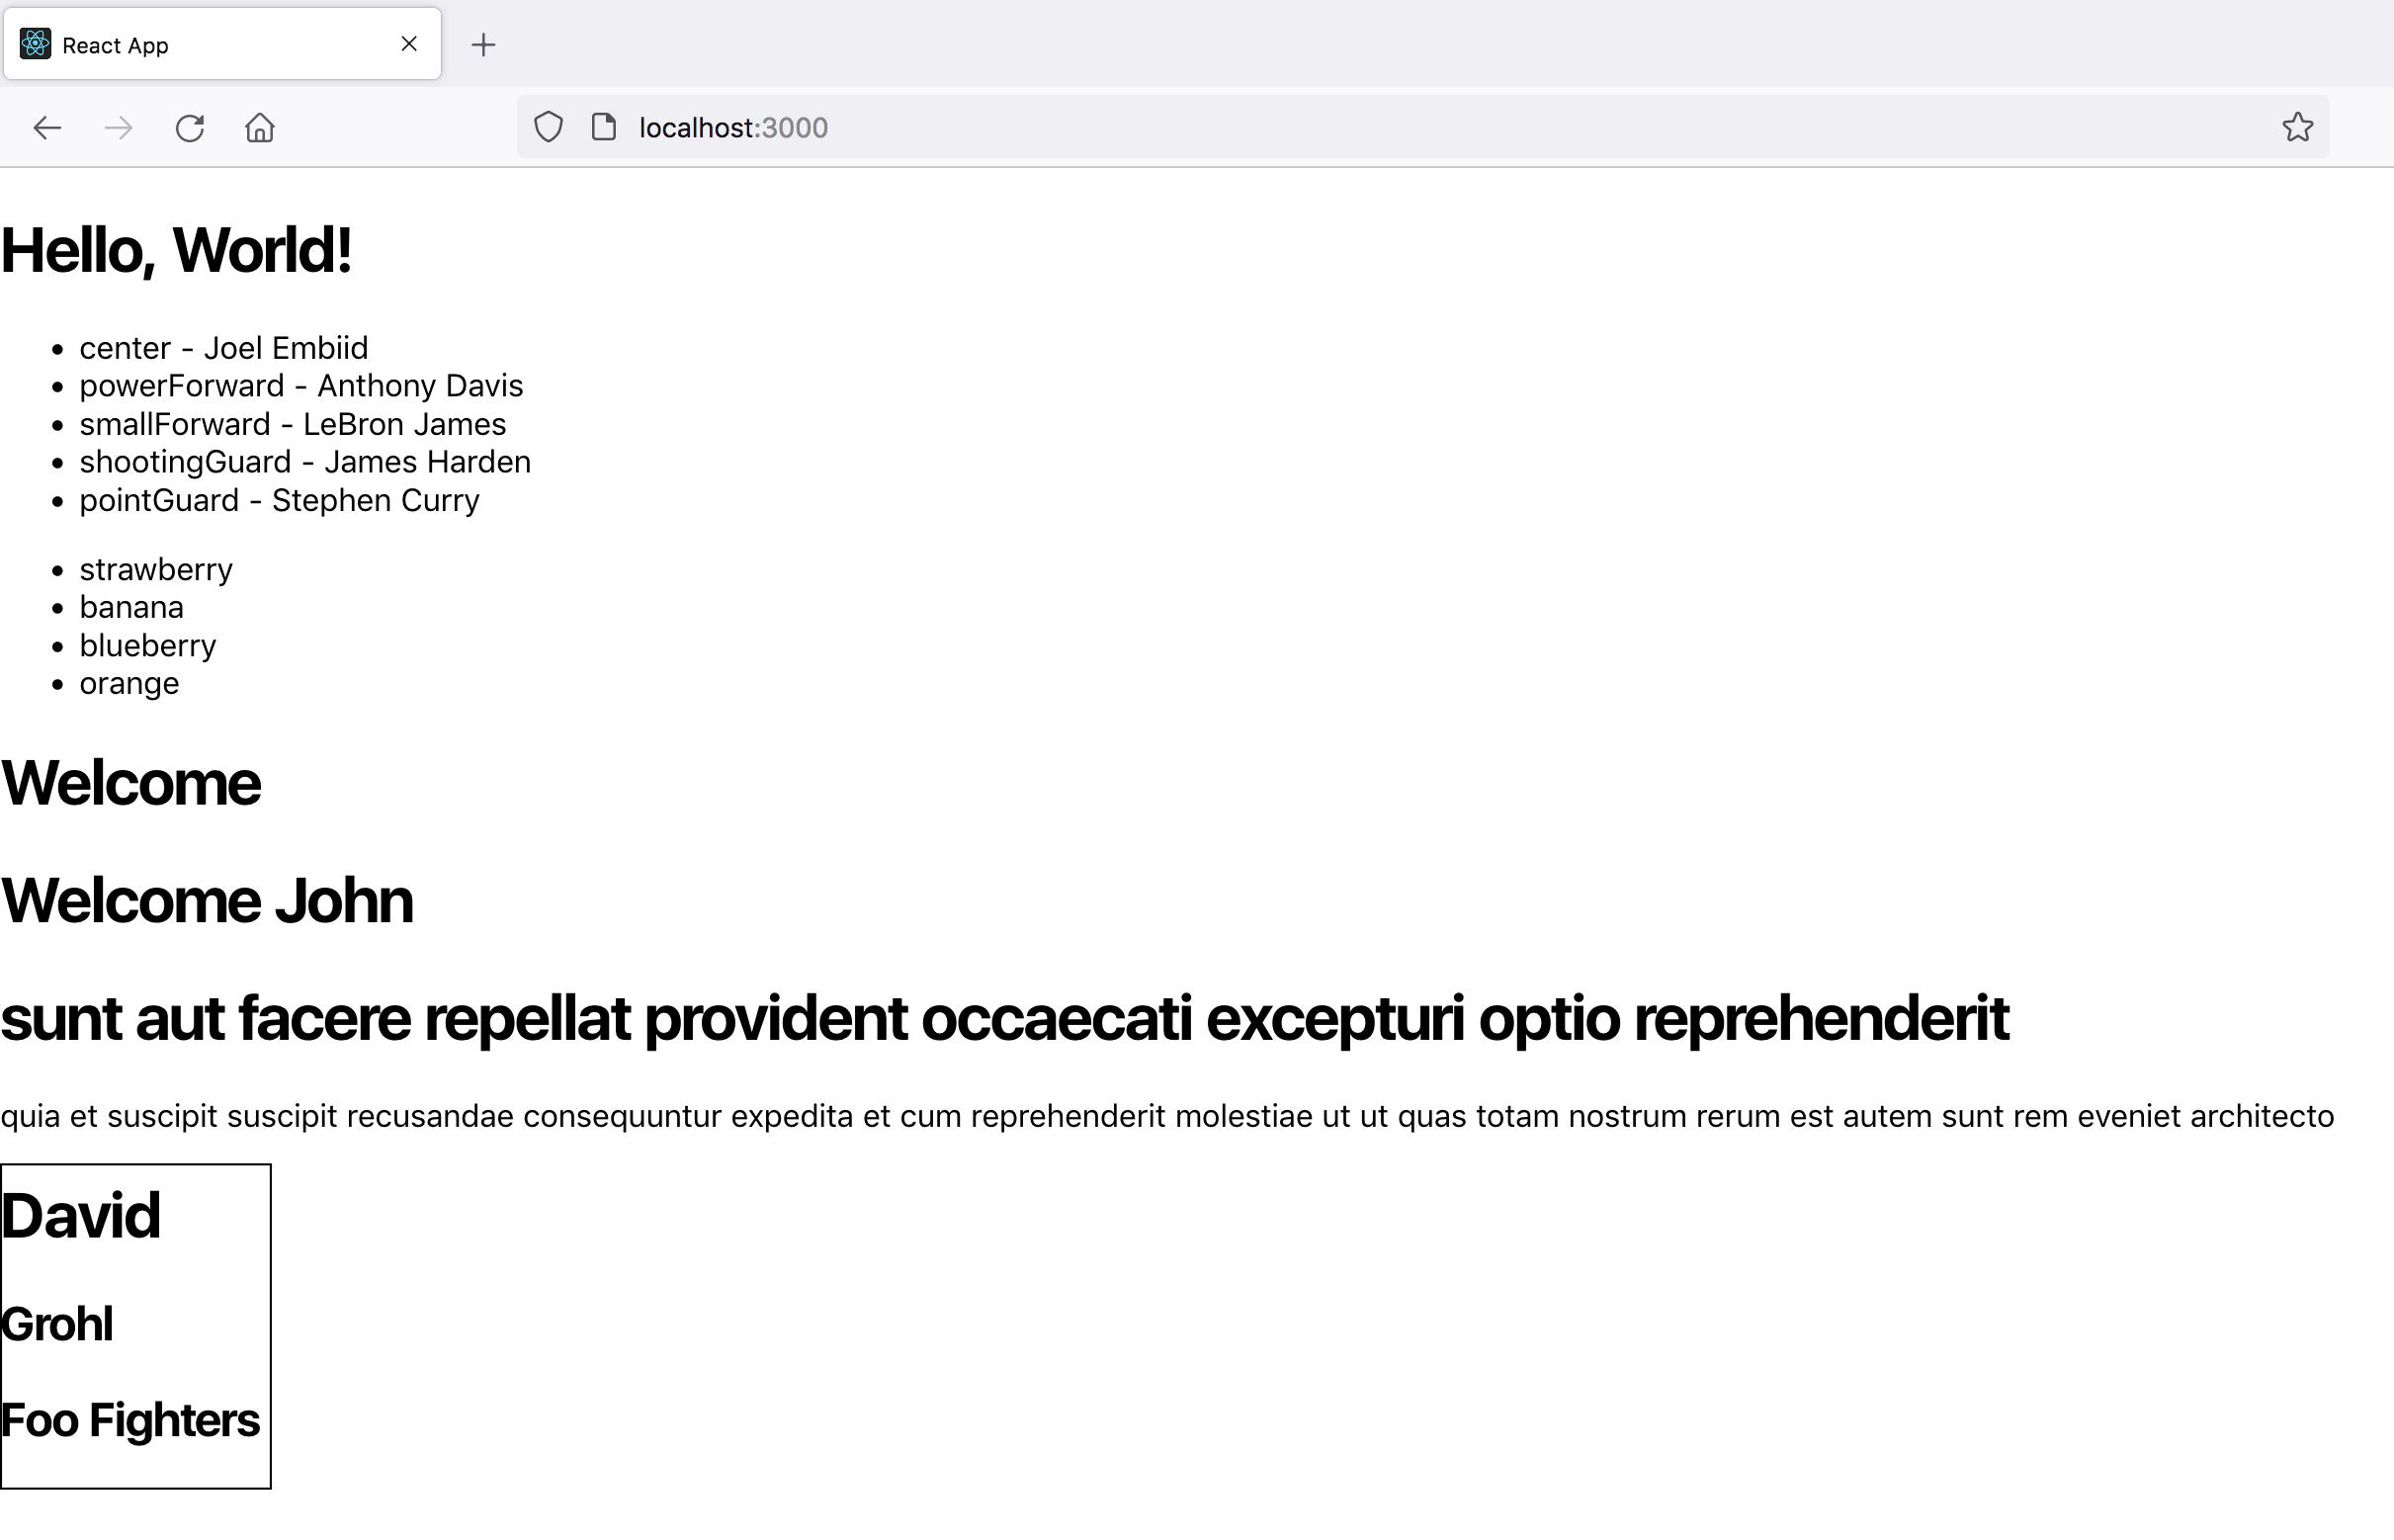 React App
localhost:3000
Hello, World!
center - Joel Embiid
powerForward - Anthony Davis
smallForward - LeBron James
shootingGuard - James Harden
pointGuard - Stephen Curry
strawberry
banana
blueberry
orange
Welcome
Welcome John
sunt aut facere repellat provident occaecati excepturi optio reprehenderit
quia et suscipit suscipit recusandae consequuntur expedita et cum reprehenderit molestiae ut ut quas totam nostrum rerum est autem sunt rem eveniet architecto
David
Grohl
Foo Fighters